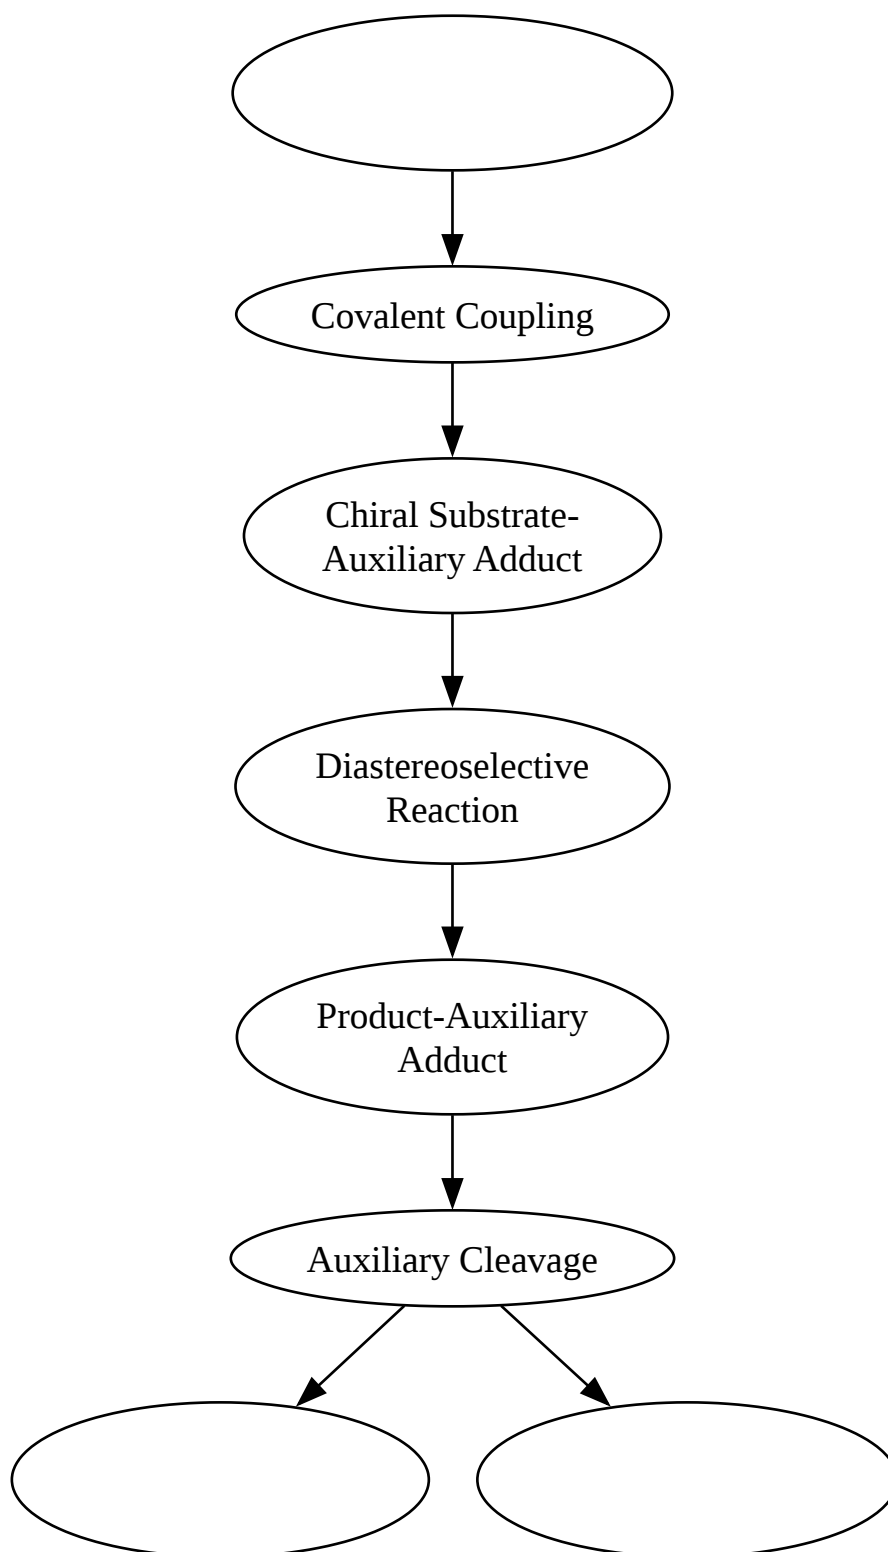 Covalent Coupling
Chiral Substrate-
Auxiliary Adduct
Diastereoselective
Reaction
Product-Auxiliary
Adduct
Auxiliary Cleavage